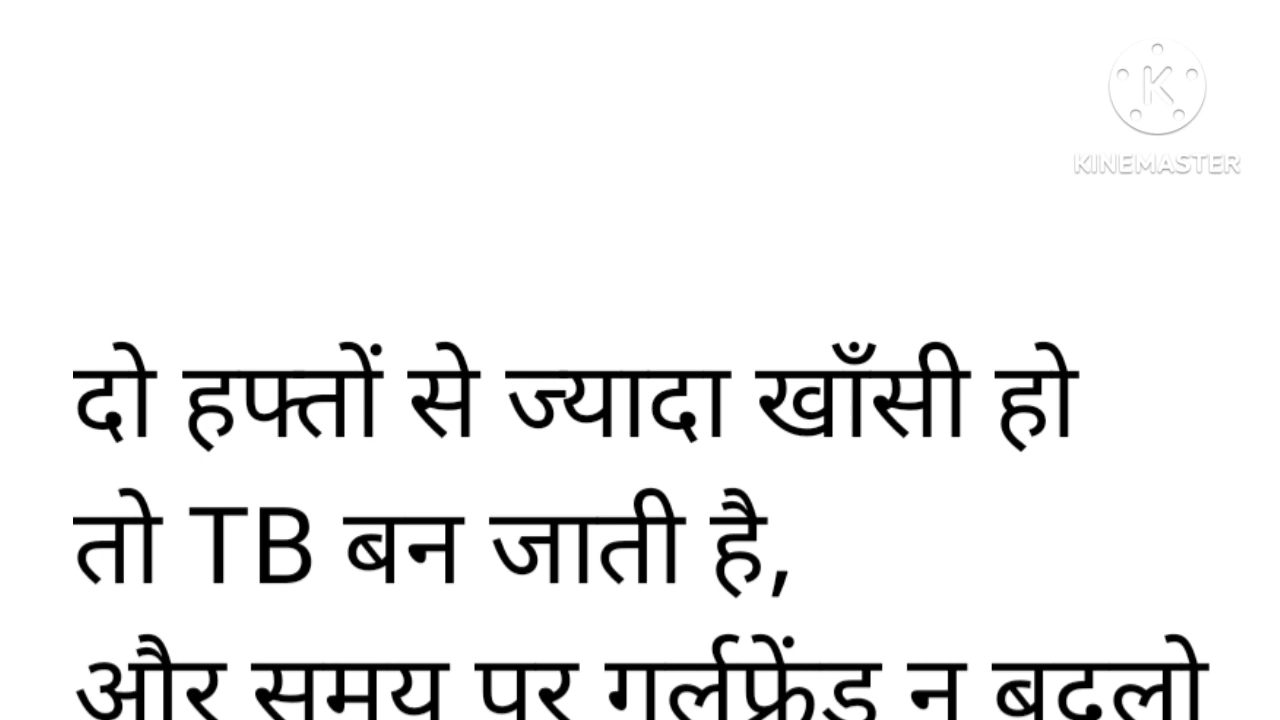 K
KINEMASTER
दो हफ्तों से ज्यादा खाँसी हो
तो TB बन जाती है,
और समय पर गर्लफ्रेंड न बदलो